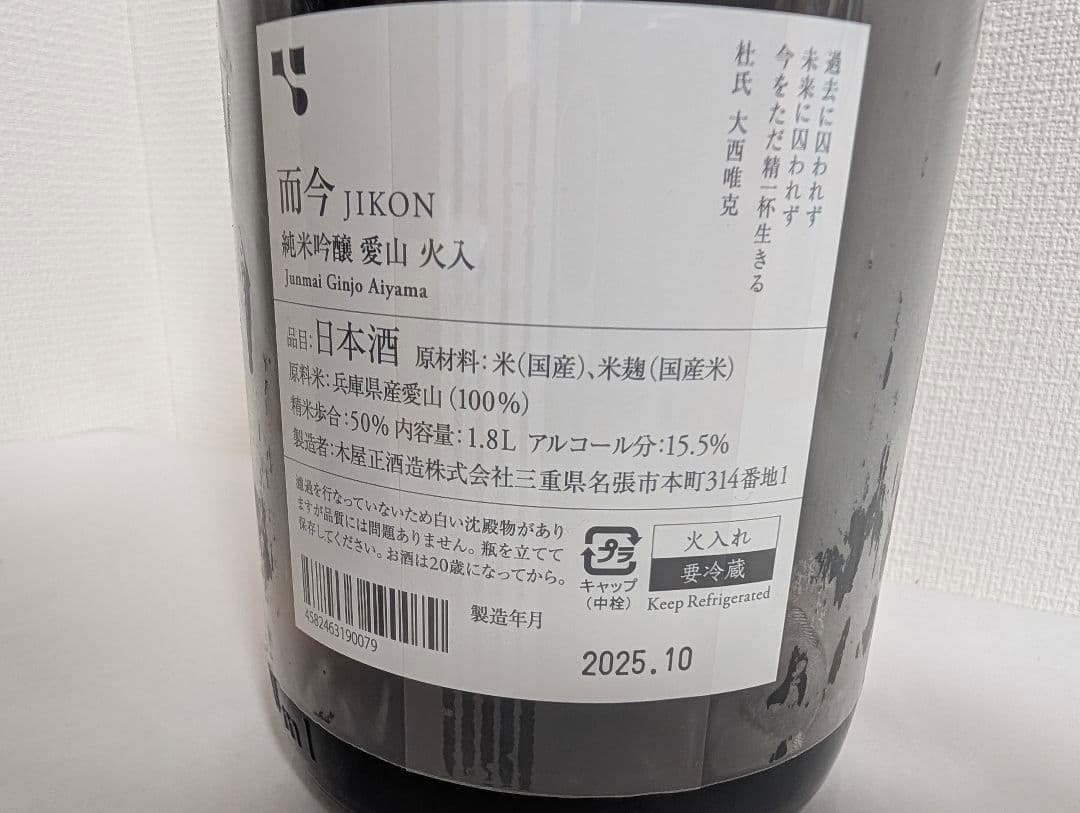 過去に囚われず
未来に囚われず
今をただ精一杯生きる
杜氏 大西唯克
而今 JIKON
純米吟醸 愛山 火入
Junmai Ginjo Aiyama
品目:日本酒 原材料:米(国産)、米麹(国産米)
原料米:兵庫県産愛山(100%)
精米歩合:50% 内容量:1.8L アルコール分:15.5%
製造者:木屋正酒造株式会社三重県名張市本町314番地1
濾過を行なっていないため白い沈殿物があり
ますが品質には問題ありません。瓶を立てて
保存してください。お酒は20歳になってから。
プラ
キャップ
(中栓)
火入れ
要冷蔵
Keep Refrigerated
4582463190079
製造年月
2025.10
ml